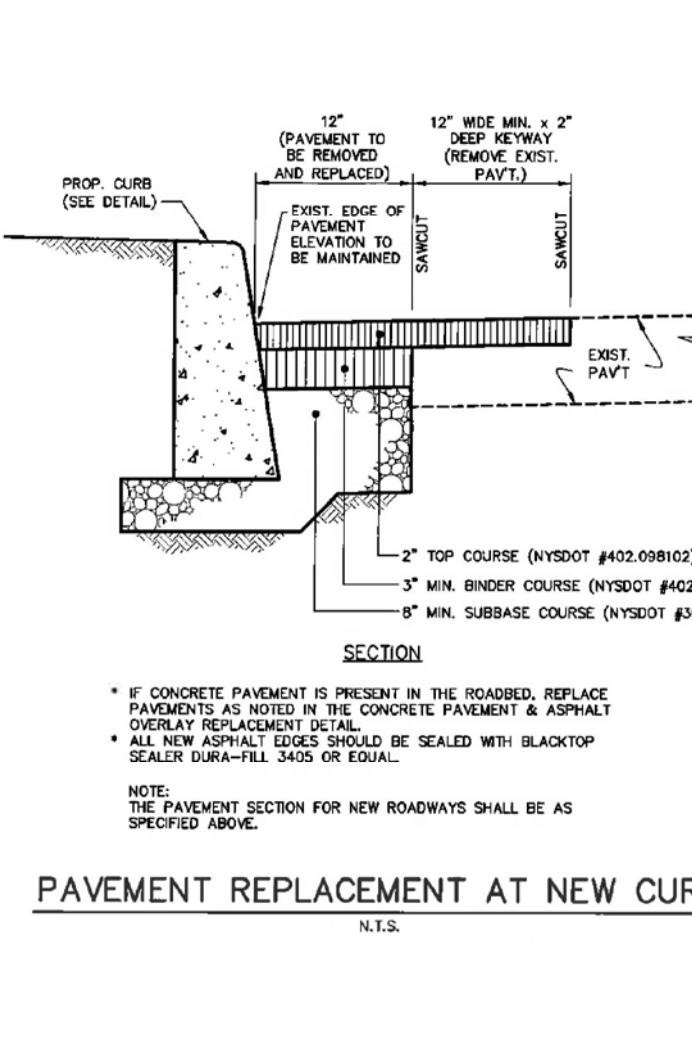 12"
(PAVEMENT TO
BE REMOVED
AND REPLACED)
12" WIDE MIN. x 2"
DEEP KEYWAY
(REMOVE EXIST.
PAV'T.)
PROP. CURB
(SEE DETAIL)
EXIST. EDGE OF
PAVEMENT
ELEVATION TO
BE MAINTAINED
SAWCUT
SAWCUT
EXIST.
PAV'T
2" TOP COURSE (NYSDOT #402.098102)
3" MIN. BINDER COURSE (NYSDOT #402
8" MIN. SUBBASE COURSE (NYSDOT #3
SECTION
* IF CONCRETE PAVEMENT IS PRESENT IN THE ROADBED, REPLACE
PAVEMENTS AS NOTED IN THE CONCRETE PAVEMENT & ASPHALT
OVERLAY REPLACEMENT DETAIL.
* ALL NEW ASPHALT EDGES SHOULD BE SEALED WITH BLACKTOP
SEALER DURA-FILL 3405 OR EQUAL
NOTE:
THE PAVEMENT SECTION FOR NEW ROADWAYS SHALL BE AS
SPECIFIED ABOVE.
PAVEMENT REPLACEMENT AT NEW CUR
N.T.S.